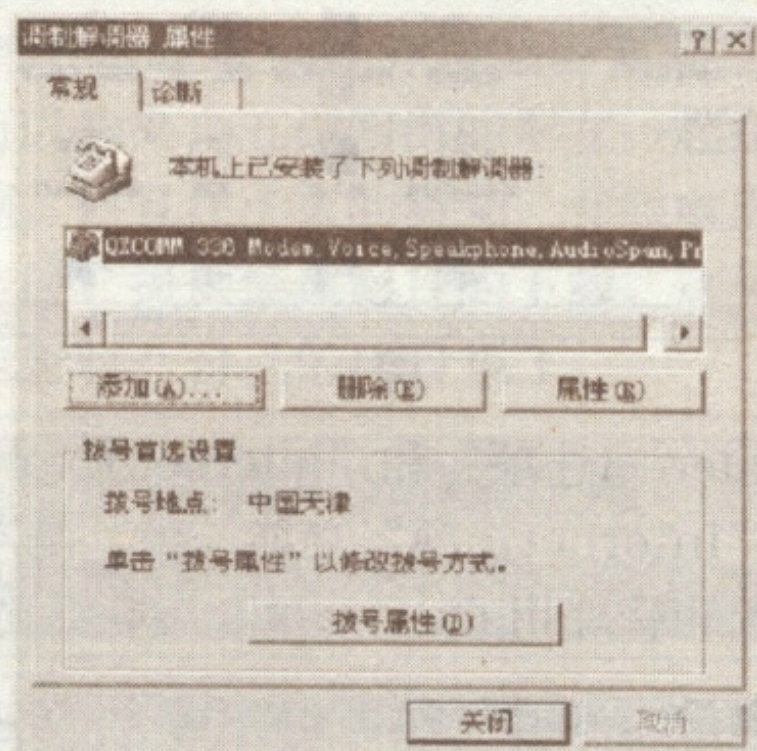 调制解调器 属性
常规 诊断
本机上已安装了下列调制解调器:
QZCOMM 336 Modem, Voice, Speakphone, AudioSpan, Pr
添加(A)... 删除(E) 属性(R)
拨号首选设置
拨号地点: 中国天津
单击“拨号属性”以修改拨号方式。
拨号属性(D)
关闭 取消